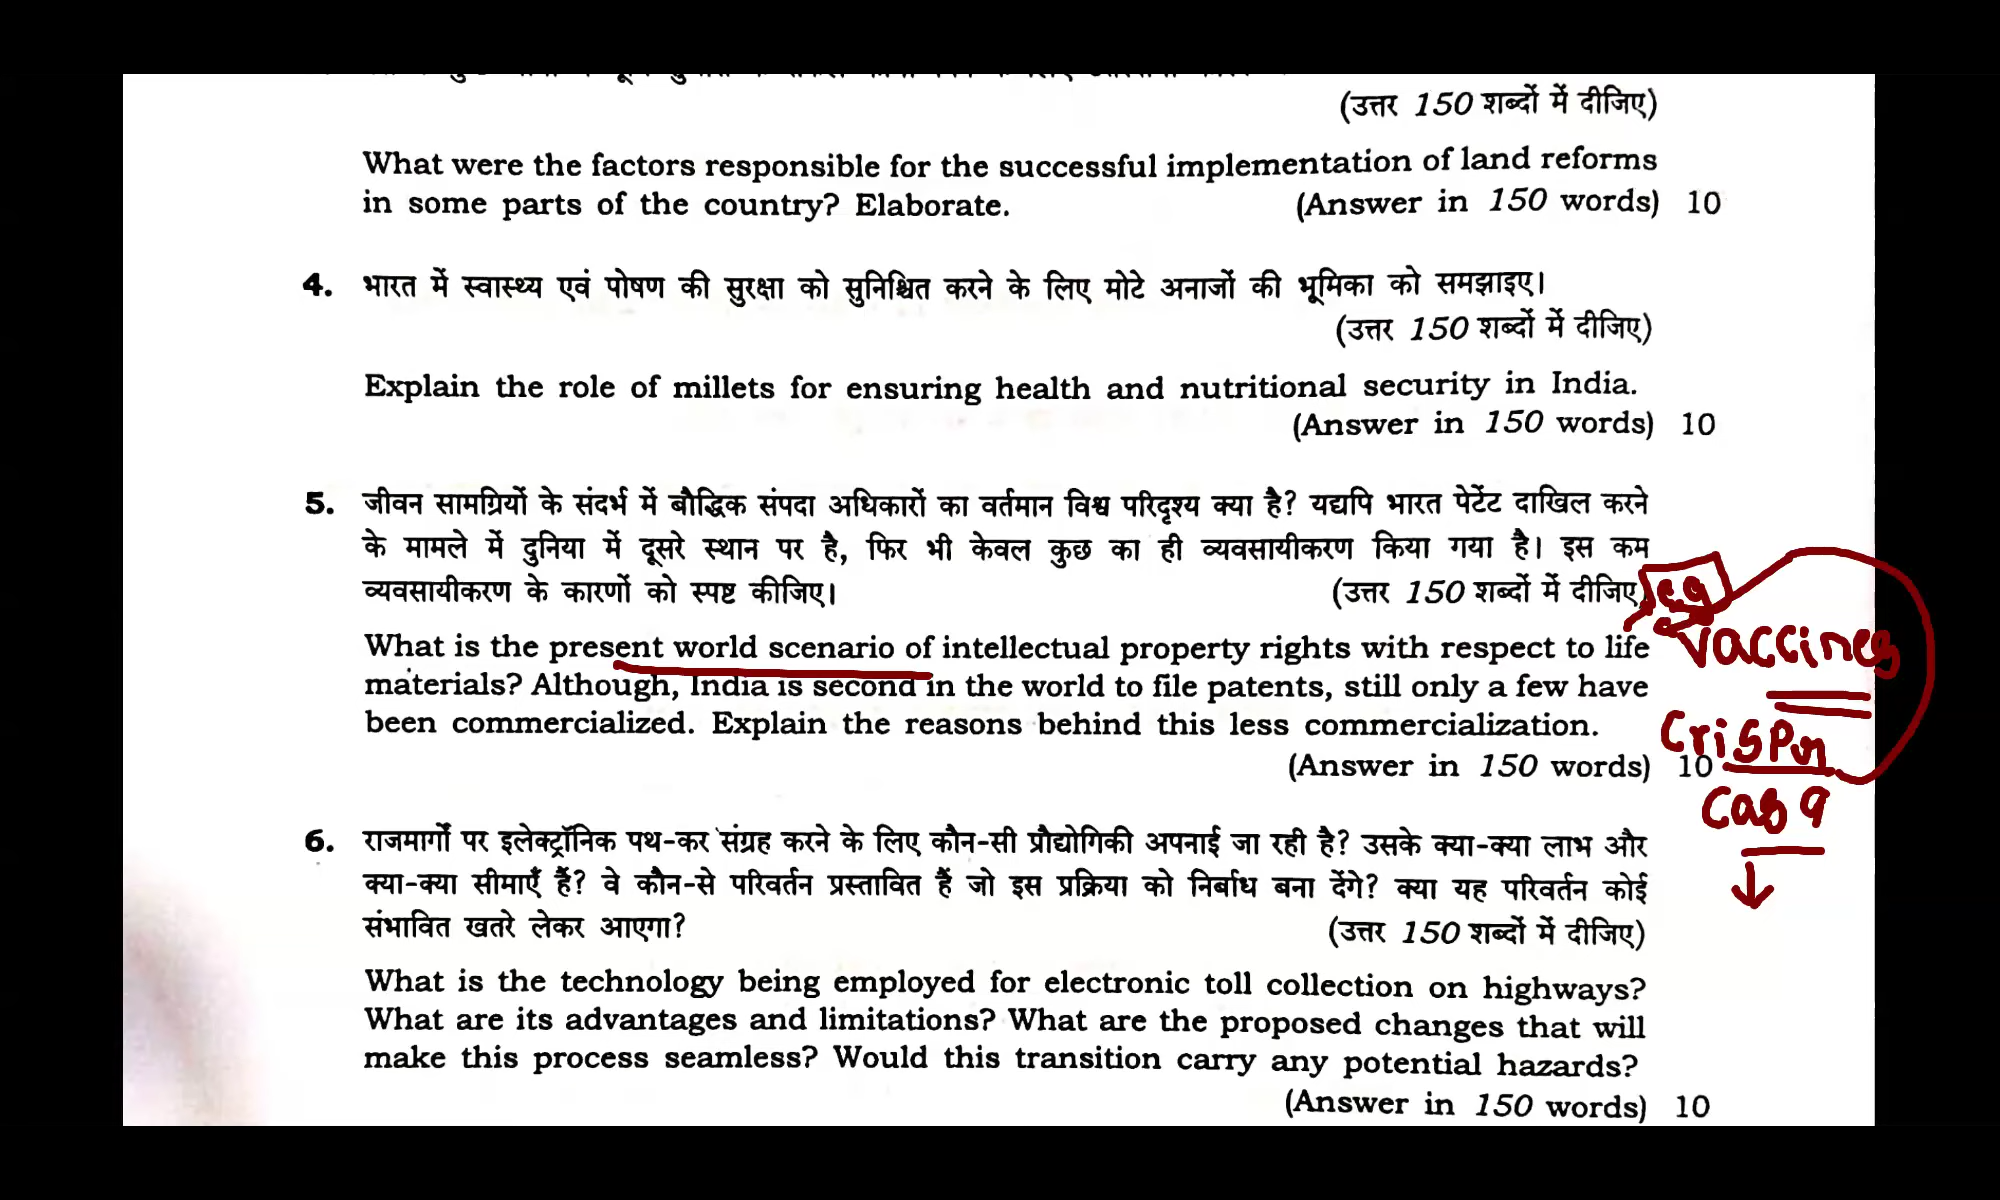 (उत्तर 150 शब्दों में दीजिए)
What were the factors responsible for the successful implementation of land reforms
in some parts of the country? Elaborate. (Answer in 150 words) 10
4. भारत में स्वास्थ्य एवं पोषण की सुरक्षा को सुनिश्चित करने के लिए मोटे अनाजों की भूमिका को समझाइए।
(उत्तर 150 शब्दों में दीजिए)
Explain the role of millets for ensuring health and nutritional security in India.
(Answer in 150 words) 10
5. जीवन सामग्रियों के संदर्भ में बौद्धिक संपदा अधिकारों का वर्तमान विश्व परिदृश्य क्या है? यद्यपि भारत पेटेंट दाखिल करने
के मामले में दुनिया में दूसरे स्थान पर है, फिर भी केवल कुछ का ही व्यवसायीकरण किया गया है। इस कम
व्यवसायीकरण के कारणों को स्पष्ट कीजिए। (उत्तर 150 शब्दों में दीजिए)
eg
What is the present world scenario of intellectual property rights with respect to life
vaccines
materials? Although, India is second in the world to file patents, still only a few have
been commercialized. Explain the reasons behind this less commercialization.
(Answer in 150 words) 10
Cas 9
6. राजमार्गों पर इलेक्ट्रॉनिक पथ-कर संग्रह करने के लिए कौन-सी प्रौद्योगिकी अपनाई जा रही है? उसके क्या-क्या लाभ और
क्या-क्या सीमाएँ हैं? वे कौन-से परिवर्तन प्रस्तावित हैं जो इस प्रक्रिया को निर्बाध बना देंगे? क्या यह परिवर्तन कोई
संभावित खतरे लेकर आएगा? (उत्तर 150 शब्दों में दीजिए)
What is the technology being employed for electronic toll collection on highways?
What are its advantages and limitations? What are the proposed changes that will
make this process seamless? Would this transition carry any potential hazards?
(Answer in 150 words) 10